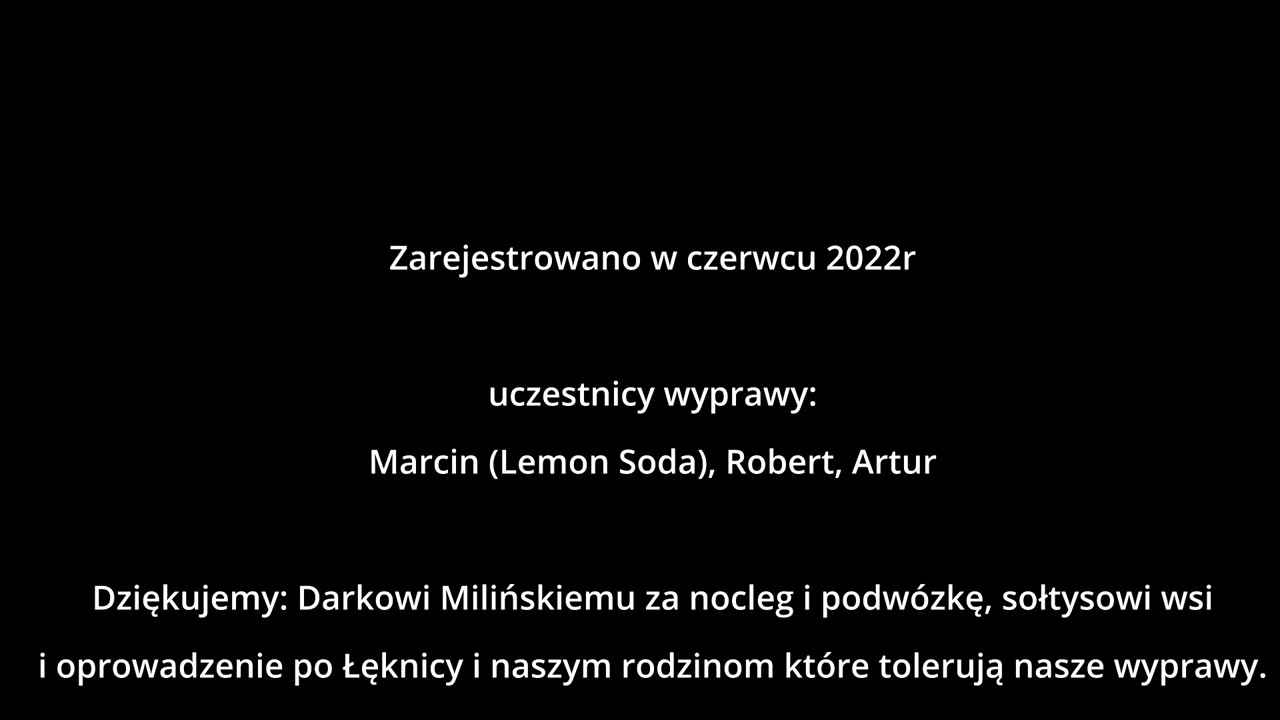 Zarejestrowano w czerwcu 2022r
uczestnicy wyprawy:
Marcin (Lemon Soda), Robert, Artur
Dziękujemy: Darkowi Milińskiemu za nocleg i podwózkę, sołtysowi wsi
i oprowadzenie po Łęknicy i naszym rodzinom które tolerują nasze wyprawy.